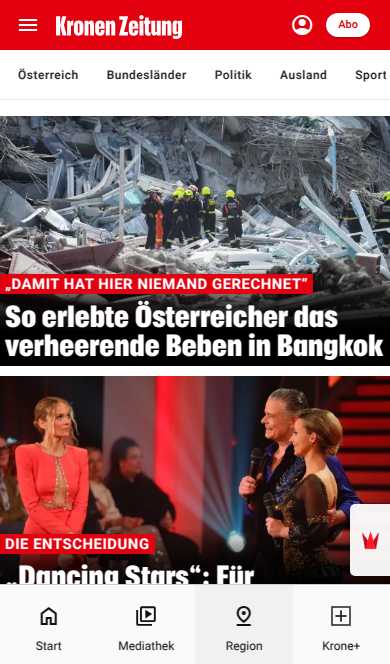 Kronen Zeitung
Abo
Österreich Bundesländer Politik Ausland Sport
„DAMIT HAT HIER NIEMAND GERECHNET“
So erlebte Österreicher das
verheerende Beben in Bangkok
DIE ENTSCHEIDUNG
„Dancing Stars“: Für
Start Mediathek Region Krone+